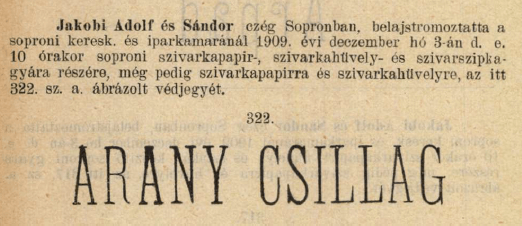 Jakobi Adolf és Sándor czég Sopronban, belajstromoztatta a
soproni keresk. és iparkamaránál 1909. évi deczember hó 3-án d. e.
10 órakor soproni szivarkapapir-, szivarkahüvely- és szivarszipka-
gyára részére, még pedig szivarkapapirra és szivarkahüvelyre, az itt
322. sz. a. ábrázolt védjegyét.
322.
ARANY CSILLAG